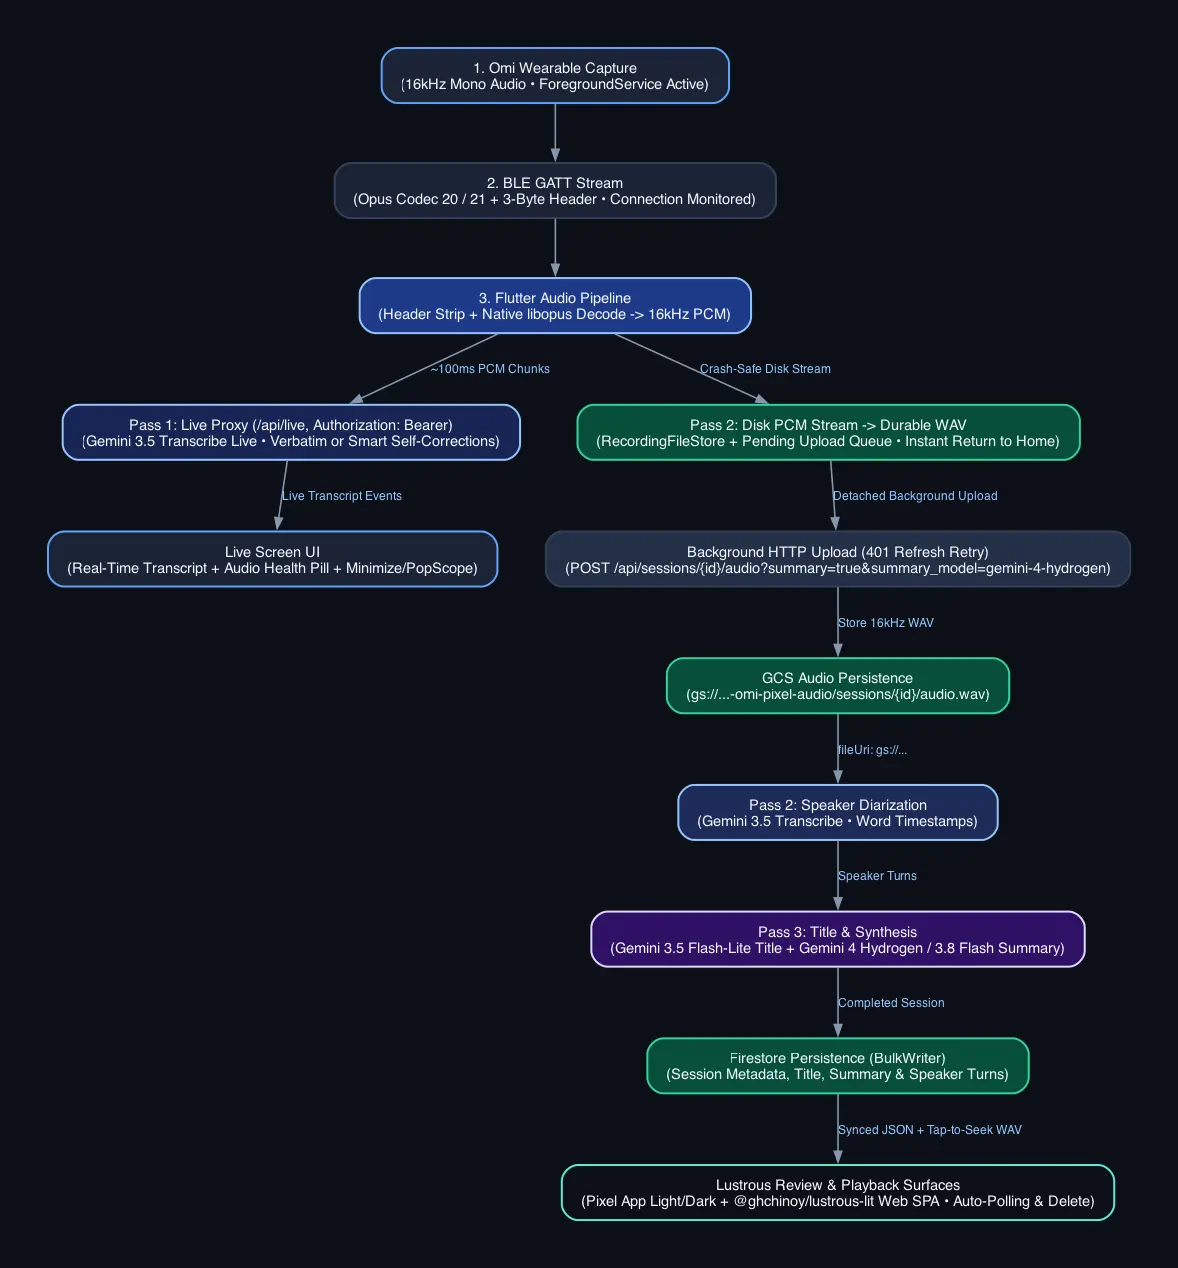 1. Omi Wearable Capture
(16kHz Mono Audio • ForegroundService Active)
2. BLE GATT Stream
(Opus Codec 20 / 21 + 3-Byte Header • Connection Monitored)
3. Flutter Audio Pipeline
(Header Strip + Native libopus Decode -> 16kHz PCM)
~100ms PCM Chunks
Crash-Safe Disk Stream
Pass 1: Live Proxy (/api/live, Authorization: Bearer)
(Gemini 3.5 Transcribe Live • Verbatim or Smart Self-Corrections)
Pass 2: Disk PCM Stream -> Durable WAV
(RecordingFileStore + Pending Upload Queue • Instant Return to Home)
Live Transcript Events
Detached Background Upload
Live Screen UI
(Real-Time Transcript + Audio Health Pill + Minimize/PopScope)
Background HTTP Upload (401 Refresh Retry)
(POST /api/sessions/{id}/audio?summary=true&summary_model=gemini-4-hydrogen)
Store 16kHz WAV
GCS Audio Persistence
(gs://...-omi-pixel-audio/sessions/{id}/audio.wav)
fileUri: gs://...
Pass 2: Speaker Diarization
(Gemini 3.5 Transcribe • Word Timestamps)
Speaker Turns
Pass 3: Title & Synthesis
(Gemini 3.5 Flash-Lite Title + Gemini 4 Hydrogen / 3.8 Flash Summary)
Completed Session
Firestore Persistence (BulkWriter)
(Session Metadata, Title, Summary & Speaker Turns)
Synced JSON + Tap-to-Seek WAV
Lustrous Review & Playback Surfaces
(Pixel App Light/Dark + @ghchinoy/lustrous-lit Web SPA • Auto-Polling & Delete)